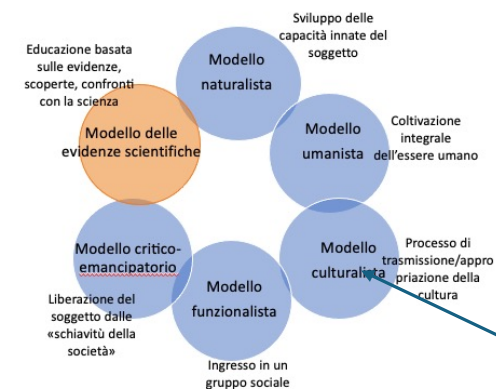 Sviluppo delle
capacità innate del
soggetto
Modello
naturalista
Educazione basata
sulle evidenze,
scoperte, confronti
con la scienza
Modello delle
evidenze scientifiche
Modello
umanista
Coltivazione
integrale
dell'essere umano
Modello
culturalista
Processo di
trasmissione/appro
priazione della
cultura
Modello critico-
emancipatorio
Liberazione del
soggetto dalle
«schiavitù della
società»
Modello
funzionalista
Ingresso in un
gruppo sociale